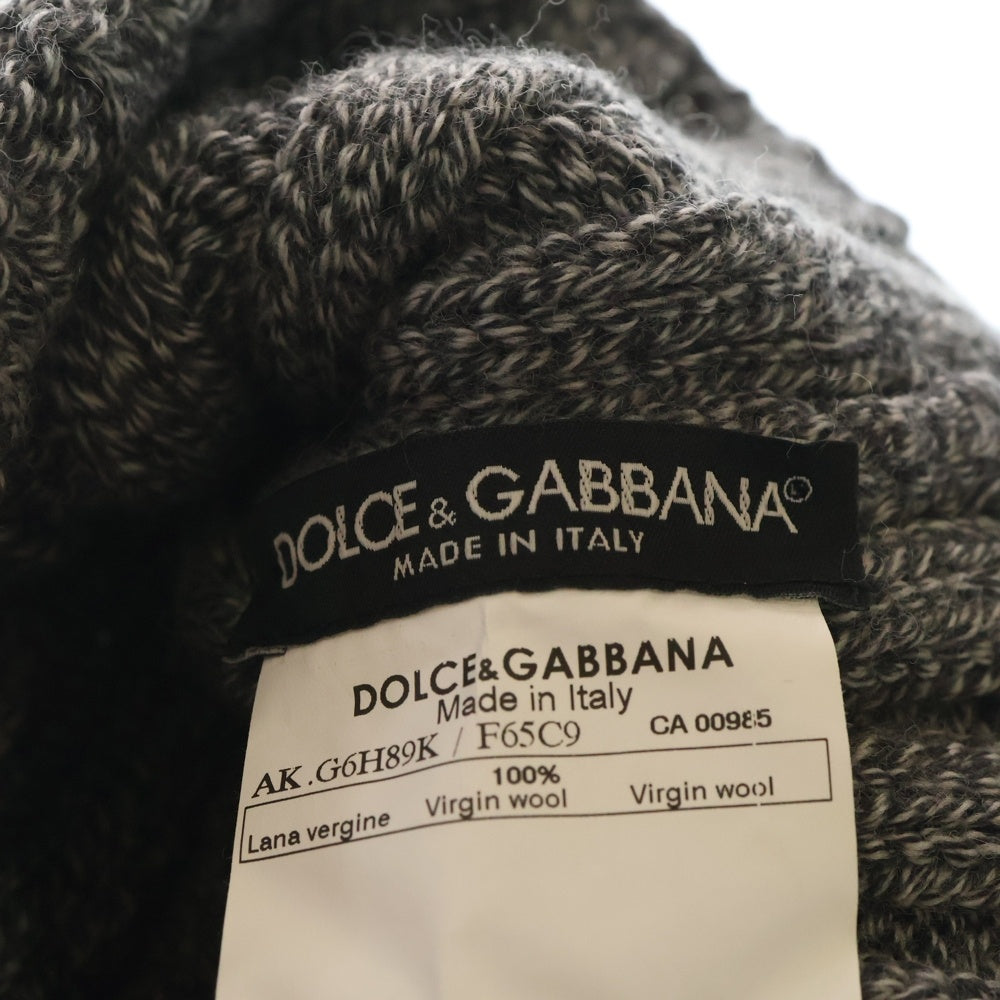 DOLCE & GABBANA
MADE IN ITALY
DOLCE&GABBANA
Made in Italy
AK.G6H89K / F65C9 CA 00985
100%
Lana vergine Virgin wool Virgin wool